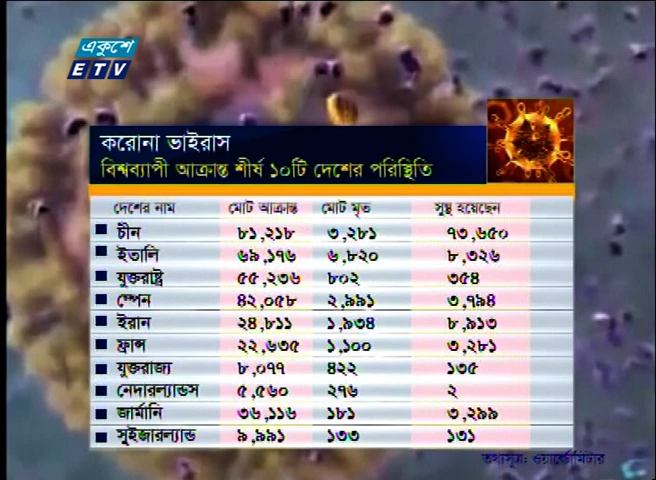 একুশে
ETV
করোনা ভাইরাস
বিশ্বব্যাপী আক্রান্ত শীর্ষ ১০টি দেশের পরিস্থিতি
দেশের নাম মোট আক্রান্ত মোট মৃত সুস্থ হয়েছেন
চীন ৮১,২১৮ ৩,২৮১ ৭৩,৬৫০
ইতালি ৬৯,১৭৬ ৬,৮২০ ৮,৩২৬
যুক্তরাষ্ট্র ৫৫,২৩৬ ৮০২ ৩৫৪
স্পেন ৪২,০৫৮ ২,৯৯১ ৩,৭৯৪
ইরান ২৪,৮১১ ১,৯৩৪ ৮,৯১৩
ফ্রান্স ২২,৬৩৫ ১,১০০ ৩,২৮১
যুক্তরাজ্য ৮,০৭৭ ৪২২ ১৩৫
নেদারল্যান্ডস ৫,৫৬০ ২৭৬ ২
জার্মানি ৩৬,১১৬ ১৮১ ৩,২৯৯
সুইজারল্যান্ড ৯,৯৯১ ১৩৩ ১৩১
তথ্যসূত্র: ওয়ার্ল্ডোমিটার